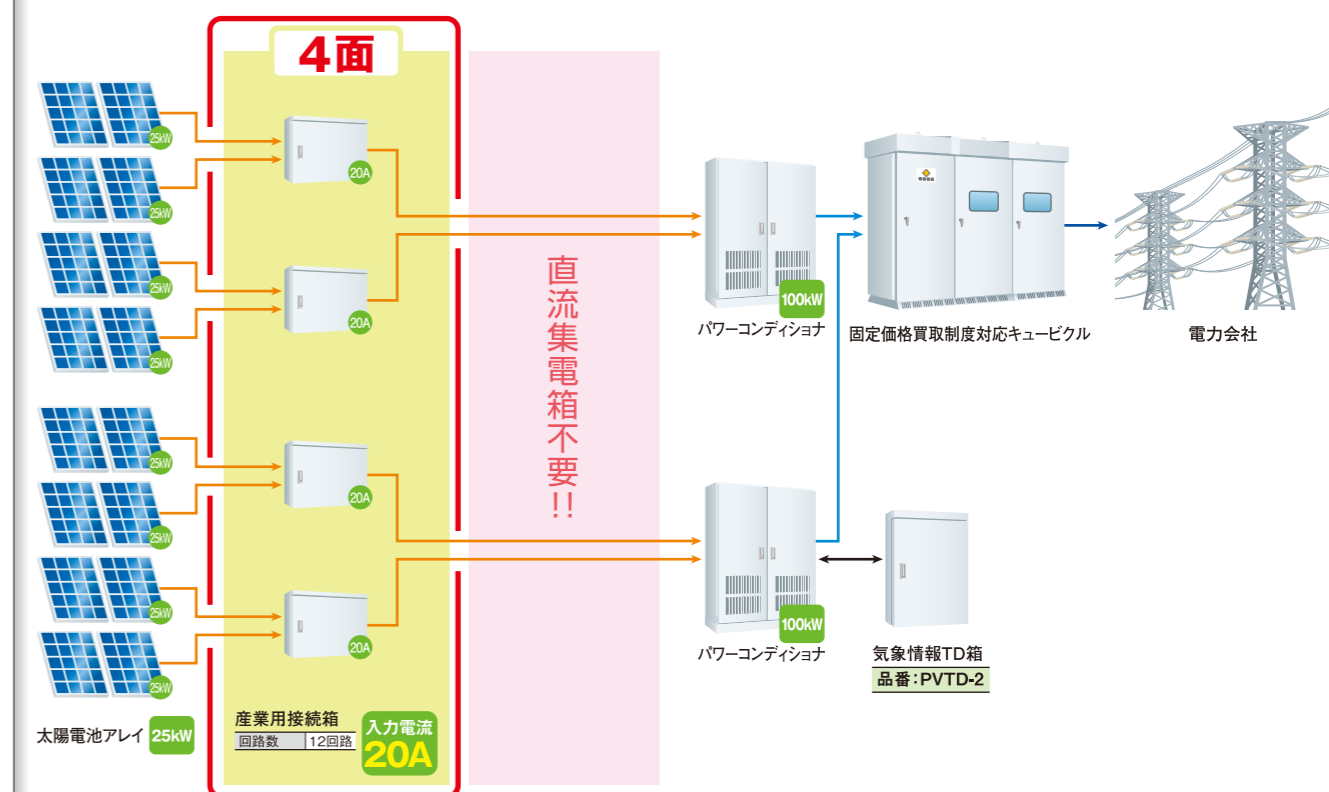 4面
25kW
25kW
25kW
25kW
25kW
25kW
25kW
25kW
20A
20A
20A
20A
直流集電箱不要!!
100kW
パワーコンディショナ
固定価格買取制度対応キュービクル
電力会社
100kW
パワーコンディショナ
気象情報TD箱
品番:PVTD-2
太陽電池アレイ 25kW
産業用接続箱
回路数 12回路
入力電流
20A